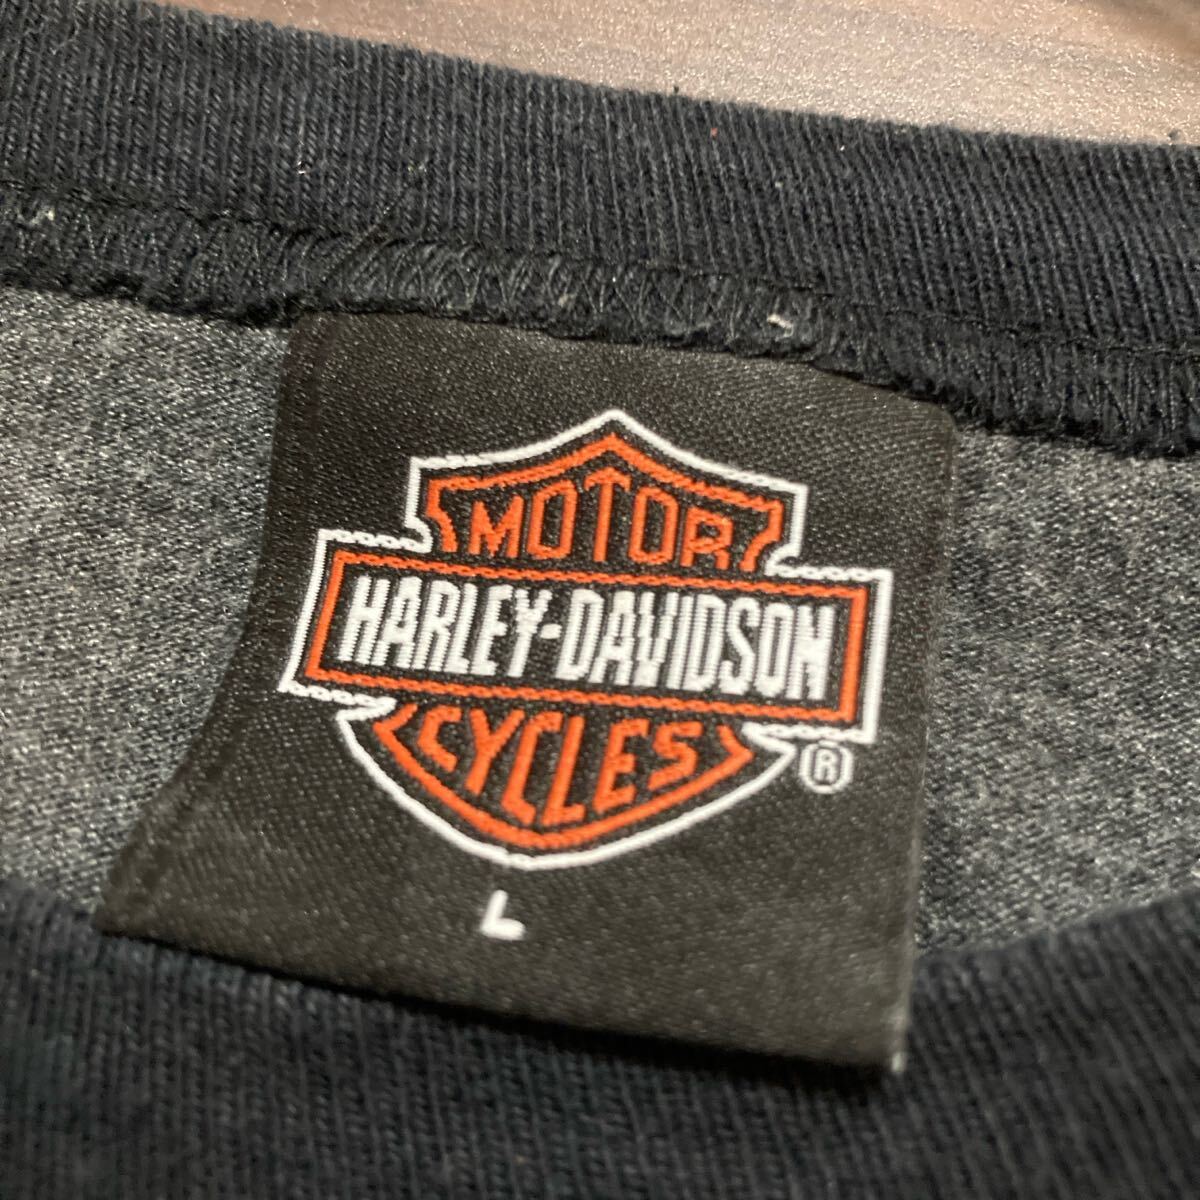 MOTOR
HARLEY-DAVIDSON
CYCLES
®
L